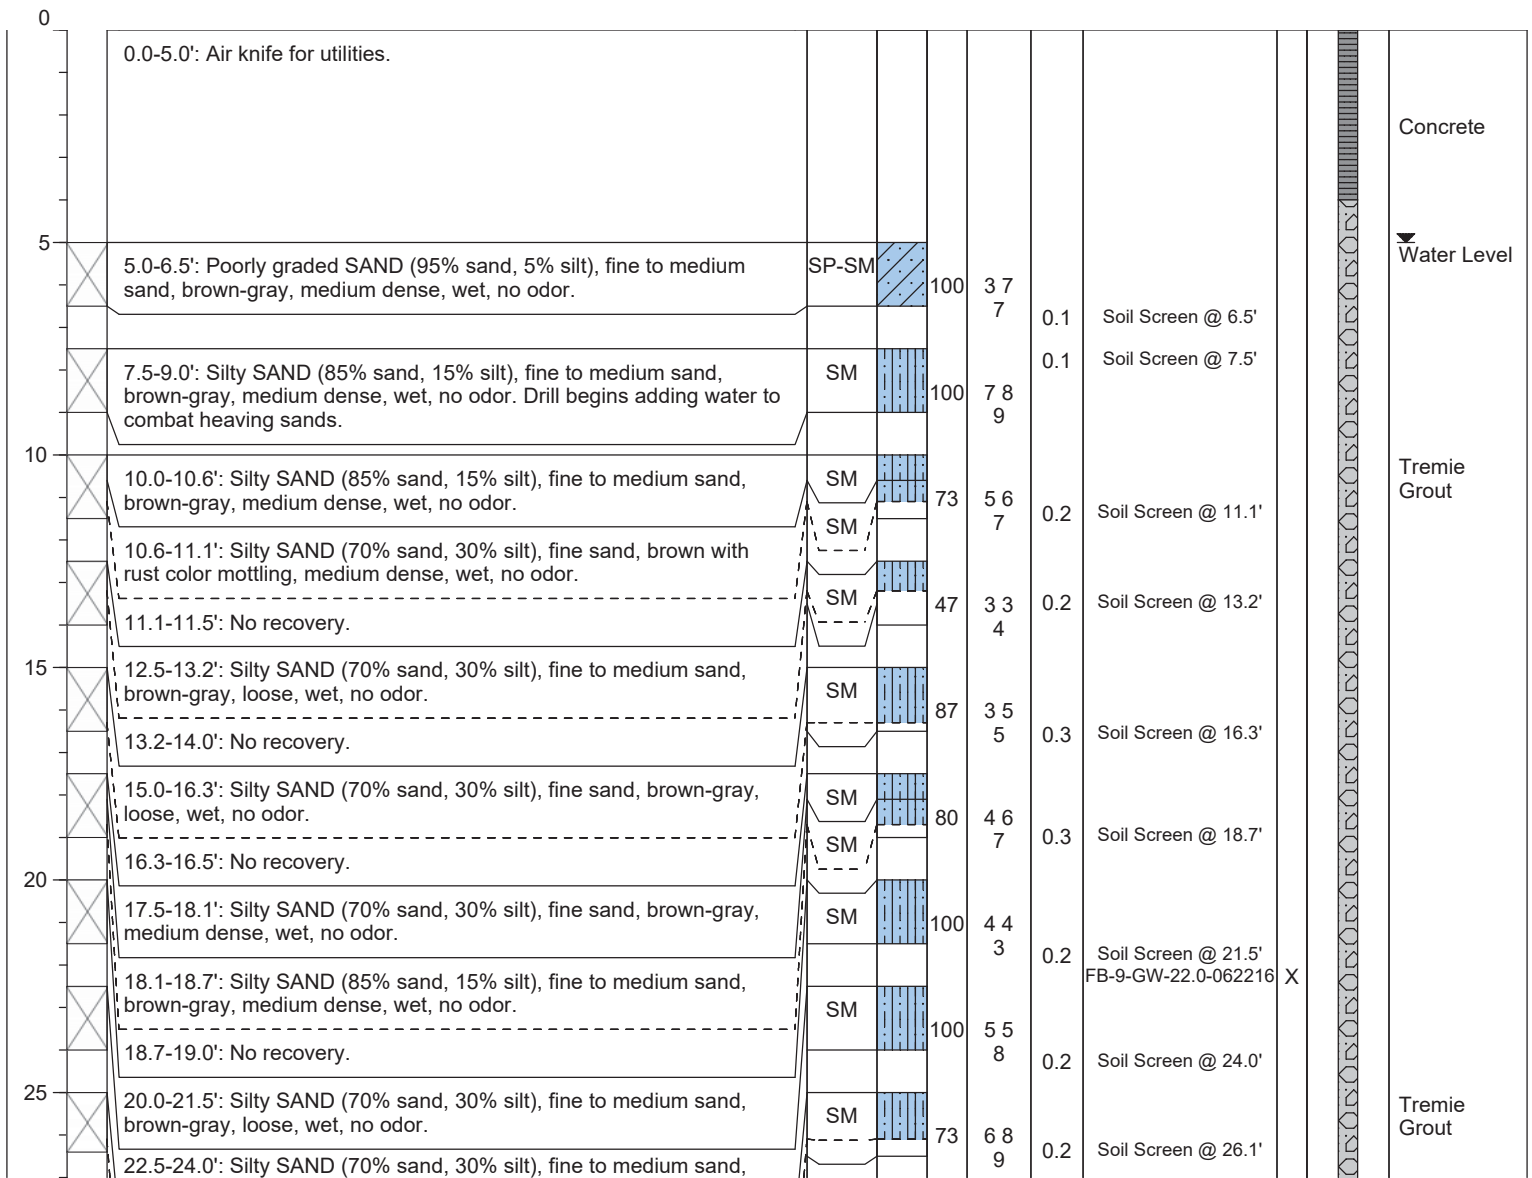 0
0.0-5.0': Air knife for utilities.
Concrete
5
Water Level
5.0-6.5': Poorly graded SAND (95% sand, 5% silt), fine to medium
sand, brown-gray, medium dense, wet, no odor.
SP-SM
100
3 7
7
0.1
Soil Screen @ 6.5'
0.1
Soil Screen @ 7.5'
7.5-9.0': Silty SAND (85% sand, 15% silt), fine to medium sand,
brown-gray, medium dense, wet, no odor. Drill begins adding water to
combat heaving sands.
SM
100
7 8
9
10
10.0-10.6': Silty SAND (85% sand, 15% silt), fine to medium sand,
brown-gray, medium dense, wet, no odor.
SM
73
5 6
7
0.2
Soil Screen @ 11.1'
Tremie
Grout
10.6-11.1': Silty SAND (70% sand, 30% silt), fine sand, brown with
rust color mottling, medium dense, wet, no odor.
SM
11.1-11.5': No recovery.
12.5-13.2': Silty SAND (70% sand, 30% silt), fine to medium sand,
brown-gray, loose, wet, no odor.
SM
47
3 3
4
0.2
Soil Screen @ 13.2'
13.2-14.0': No recovery.
15
15.0-16.3': Silty SAND (70% sand, 30% silt), fine sand, brown-gray,
loose, wet, no odor.
SM
87
3 5
5
0.3
Soil Screen @ 16.3'
16.3-16.5': No recovery.
17.5-18.1': Silty SAND (70% sand, 30% silt), fine sand, brown-gray,
medium dense, wet, no odor.
SM
80
4 6
7
0.3
Soil Screen @ 18.7'
18.1-18.7': Silty SAND (85% sand, 15% silt), fine to medium sand,
brown-gray, medium dense, wet, no odor.
SM
18.7-19.0': No recovery.
20
20.0-21.5': Silty SAND (70% sand, 30% silt), fine to medium sand,
brown-gray, loose, wet, no odor.
SM
100
4 4
3
0.2
Soil Screen @ 21.5'
FB-9-GW-22.0-062216
X
22.5-24.0': Silty SAND (70% sand, 30% silt), fine to medium sand,
SM
100
5 5
8
0.2
Soil Screen @ 24.0'
25
SM
73
6 8
9
0.2
Soil Screen @ 26.1'
Tremie
Grout